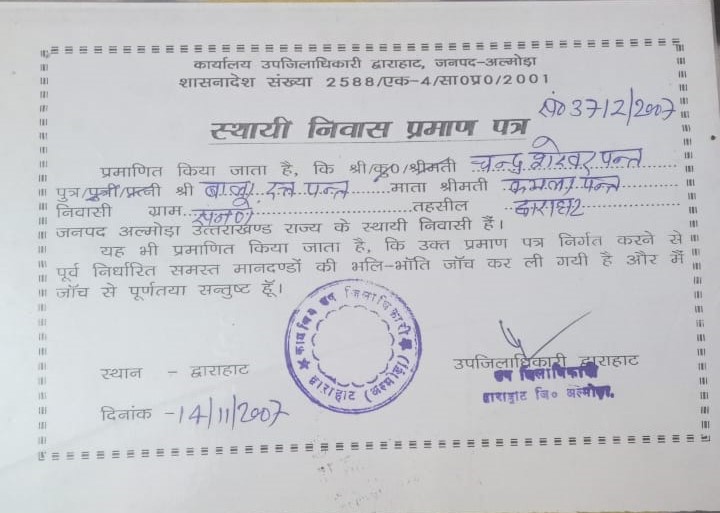 कार्यालय उपजिलाधिकारी द्वाराहाट, जनपद-अल्मोड़ा
शासनादेश संख्या 2588/एक-4/सा0प्र0/2001
3712/2007
स्थायी निवास प्रमाण पत्र
प्रमाणित किया जाता है, कि श्री/कु0/श्रीमती चन्द्र शेखर पन्त
पुत्र/पुत्री/पत्नी श्री दत्त पन्त माता श्रीमती कमला पन्त
निवासी ग्राम तहसील द्वाराहाट
जनपद अल्मोड़ा उत्तराखण्ड राज्य के स्थायी निवासी हैं।
यह भी प्रमाणित किया जाता है, कि उक्त प्रमाण पत्र निर्गत करने से
पूर्व निर्धारित समस्त मानदण्डों की भलि-भॉति जॉच कर ली गयी है और मैं
जॉच से पूर्णतया सन्तुष्ट हूँ।
कार्यालय उप जिलाधिकारी
द्वाराहाट (अल्मोड़ा)
स्थान - द्वाराहाट
दिनांक -14/11/2007
उपजिलाधिकारी द्वाराहाट
उप जिलाधिकारी
द्वाराहाट जि० अल्मोड़ा.